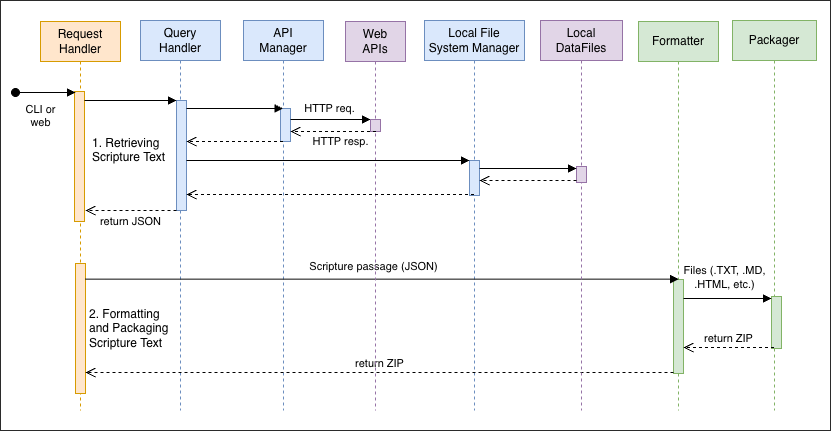 Request
Handler
Query
Handler
API
Manager
Web
APIs
Local File
System Manager
Local
DataFiles
Formatter
Packager
CLI or
web
HTTP req.
HTTP resp.
1. Retrieving
Scripture Text
return JSON
Scripture passage (JSON)
Files (.TXT, .MD,
.HTML, etc.)
2. Formatting
and Packaging
Scripture Text
return ZIP
return ZIP